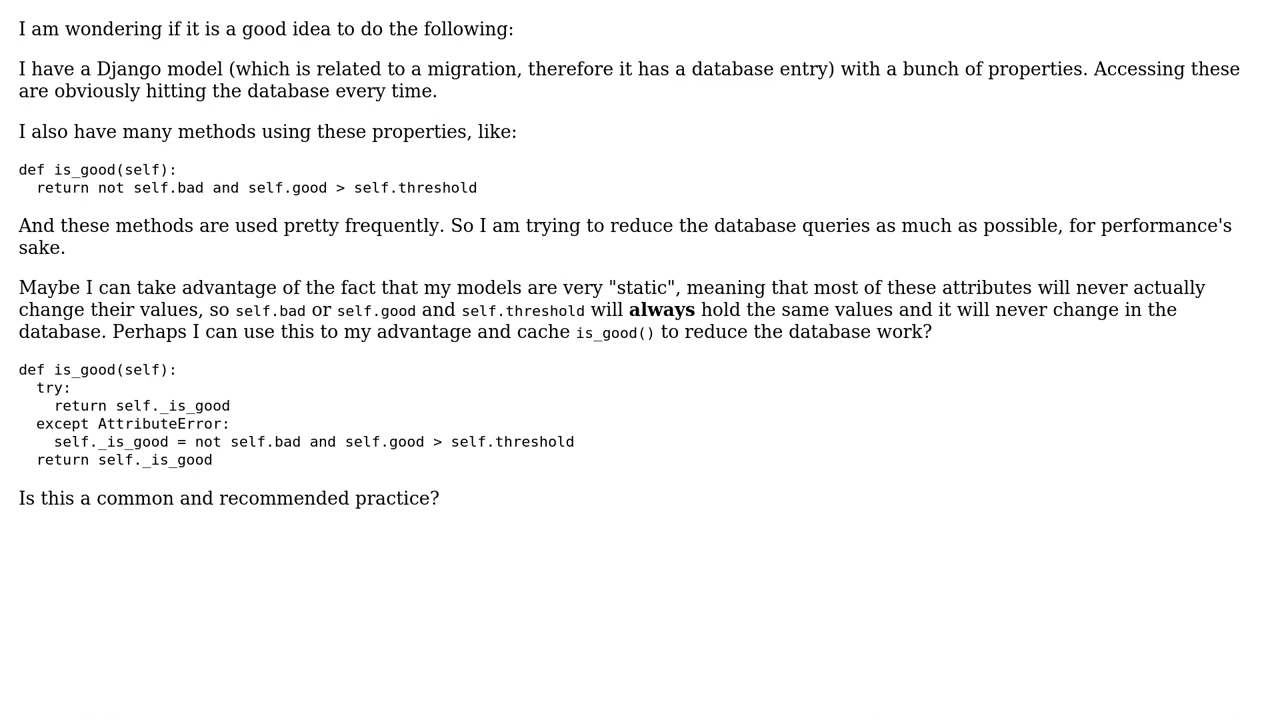 I am wondering if it is a good idea to do the following:
I have a Django model (which is related to a migration, therefore it has a database entry) with a bunch of properties. Accessing these
are obviously hitting the database every time.
I also have many methods using these properties, like:
def is_good(self):
  return not self.bad and self.good > self.threshold
And these methods are used pretty frequently. So I am trying to reduce the database queries as much as possible, for performance's
sake.
Maybe I can take advantage of the fact that my models are very "static", meaning that most of these attributes will never actually
change their values, so self.bad or self.good and self.threshold will always hold the same values and it will never change in the
database. Perhaps I can use this to my advantage and cache is_good() to reduce the database work?
def is_good(self):
  try:
    return self._is_good
  except AttributeError:
    self._is_good = not self.bad and self.good > self.threshold
  return self._is_good
Is this a common and recommended practice?